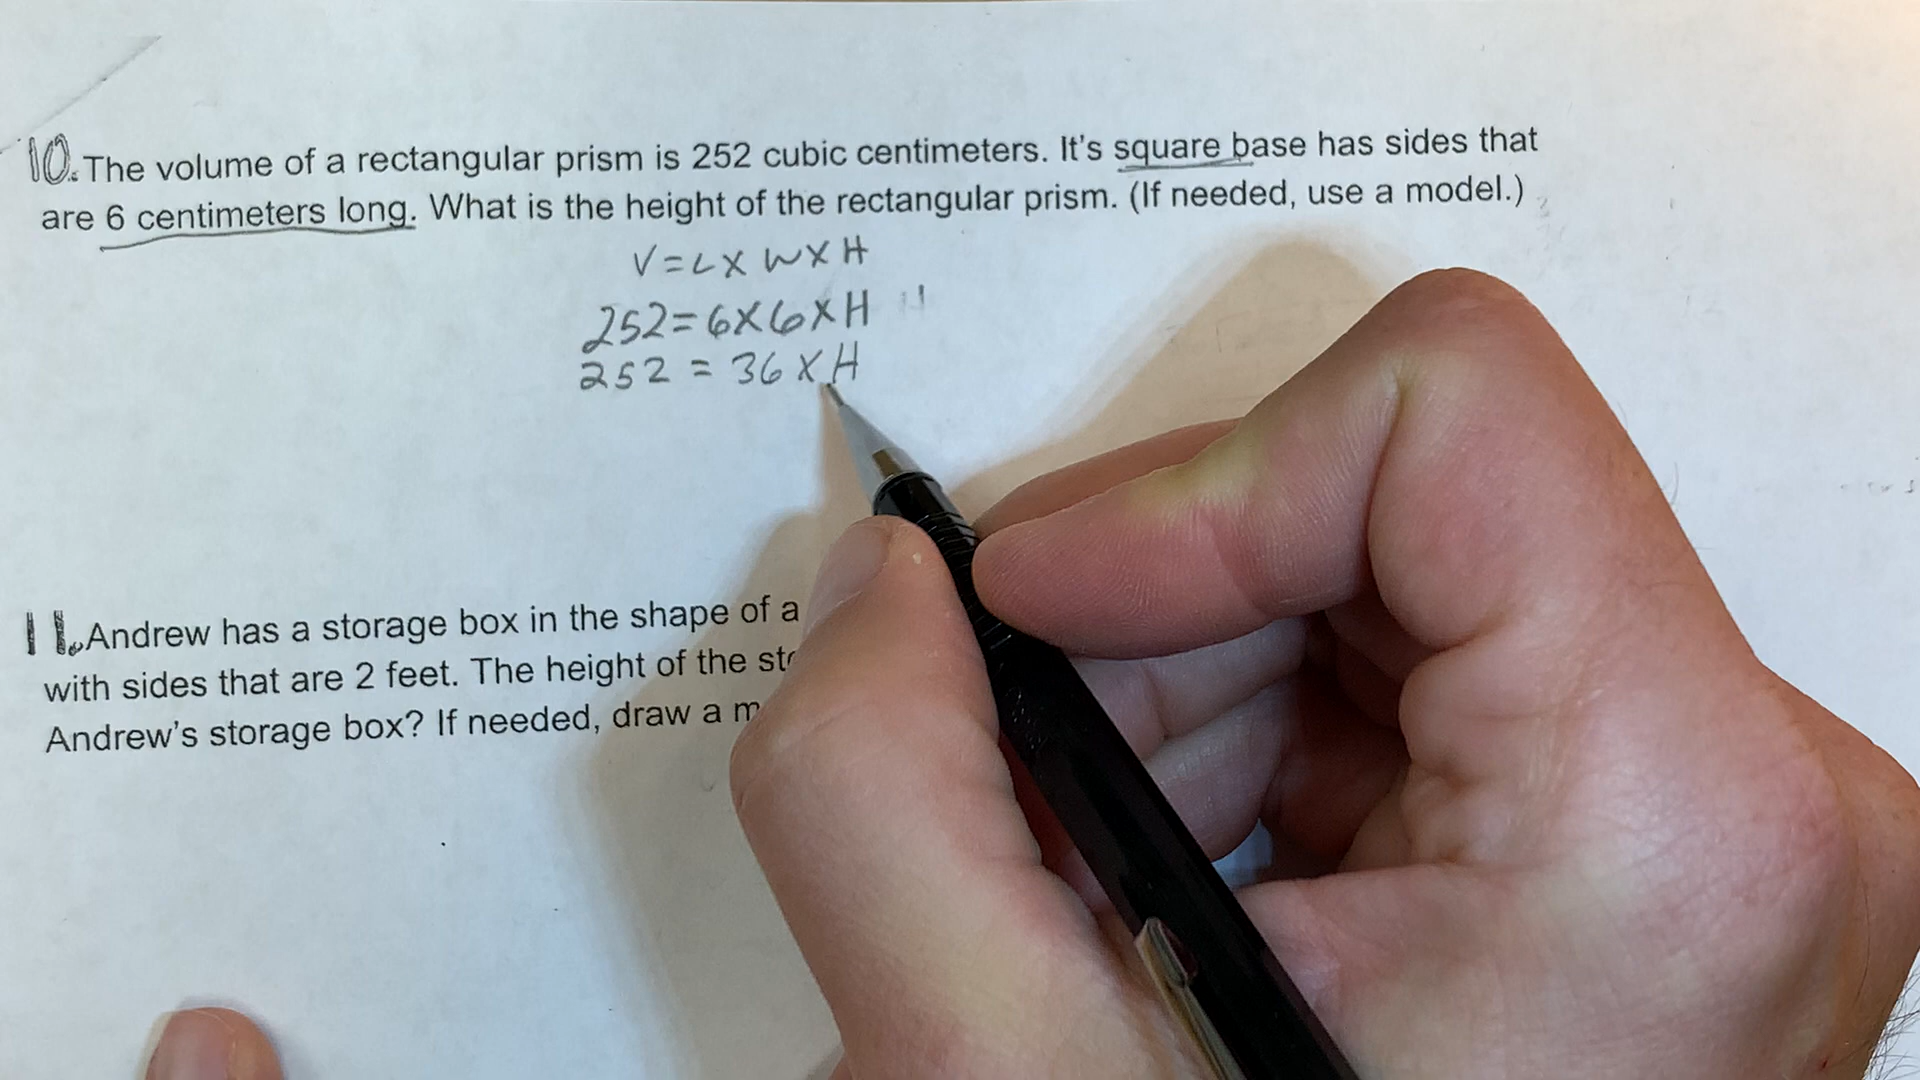 10. The volume of a rectangular prism is 252 cubic centimeters. It's square base has sides that
are 6 centimeters long. What is the height of the rectangular prism. (If needed, use a model.)
V=L X W X H
252=6X6XH
252 = 36 X H
11. Andrew has a storage box in the shape of a
with sides that are 2 feet. The height of the
Andrew's storage box? If needed, draw a